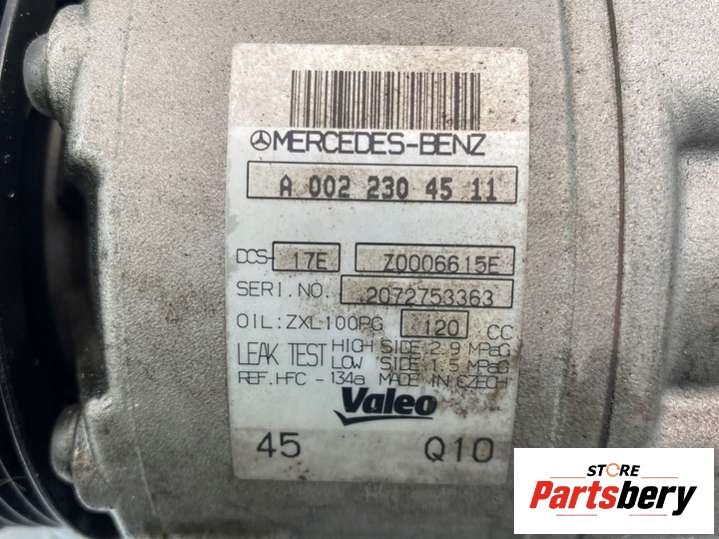 MERCEDES-BENZ
A 002 230 45 11
DCS- 17E Z0006615E
SERI.NO. 2072753363
OIL:ZXL100PG 120 CC
LEAK TEST HIGH SIDE 2.9 MPaG
LOW SIDE 1.5 MPaG
REF.HFC-134a MADE IN CZECH
Valeo
45 Q10
STORE
Partsbery